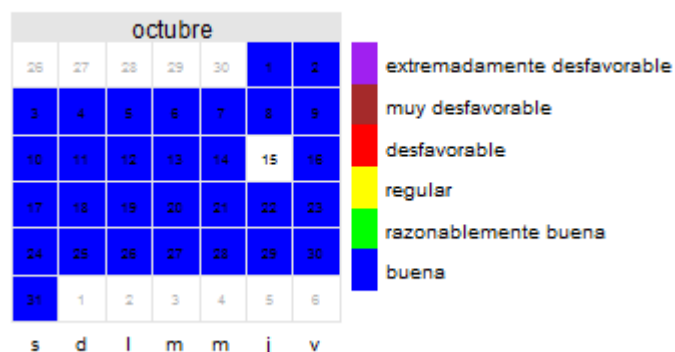 octubre
26 27 28 29 30 1 2
3 4 5 6 7 8 9
10 11 12 13 14 15 16
17 18 19 20 21 22 23
24 25 26 27 28 29 30
31 1 2 3 4 5 6
s d l m m j v
extremadamente desfavorable
muy desfavorable
desfavorable
regular
razonablemente buena
buena